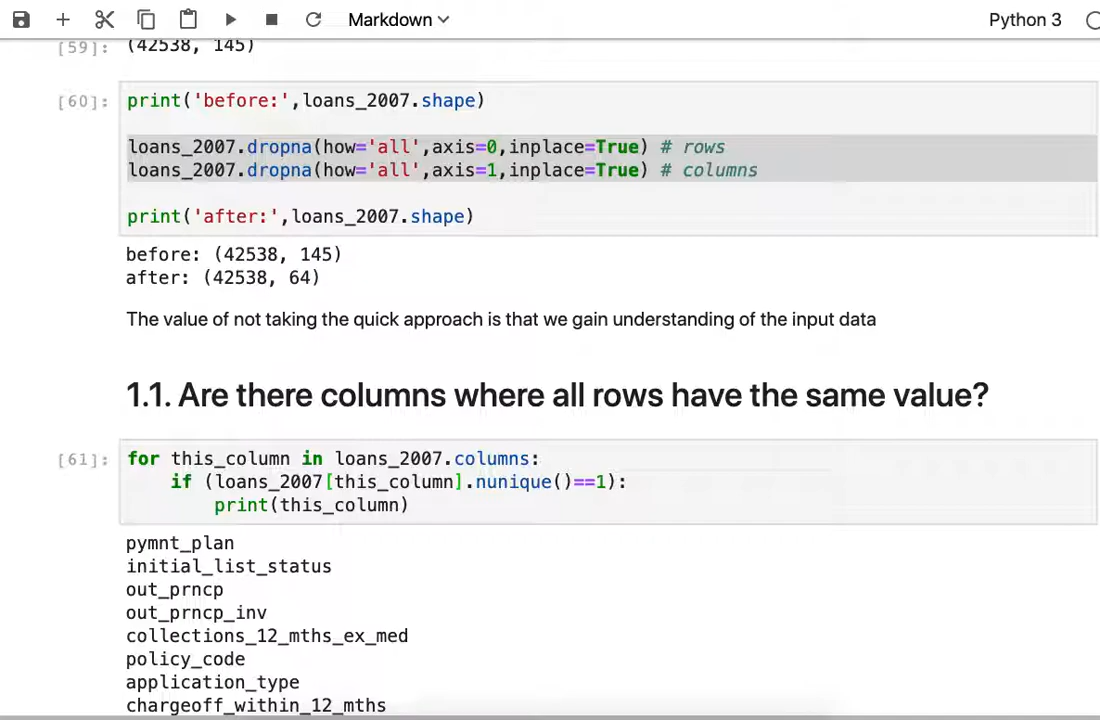 Markdown
Python 3
[59]: (42538, 145)
[60]: print('before:',loans_2007.shape)
loans_2007.dropna(how='all',axis=0,inplace=True) # rows
loans_2007.dropna(how='all',axis=1,inplace=True) # columns
print('after:',loans_2007.shape)
before: (42538, 145)
after: (42538, 64)
The value of not taking the quick approach is that we gain understanding of the input data
1.1. Are there columns where all rows have the same value?
[61]: for this_column in loans_2007.columns:
    if (loans_2007[this_column].nunique()==1):
        print(this_column)
pymnt_plan
initial_list_status
out_prncp
out_prncp_inv
collections_12_mths_ex_med
policy_code
application_type
chargeoff_within_12_mths